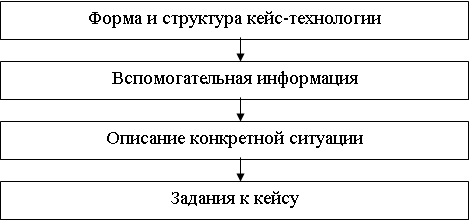 Форма и структура кейс-технологии
Вспомогательная информация
Описание конкретной ситуации
Задания к кейсу